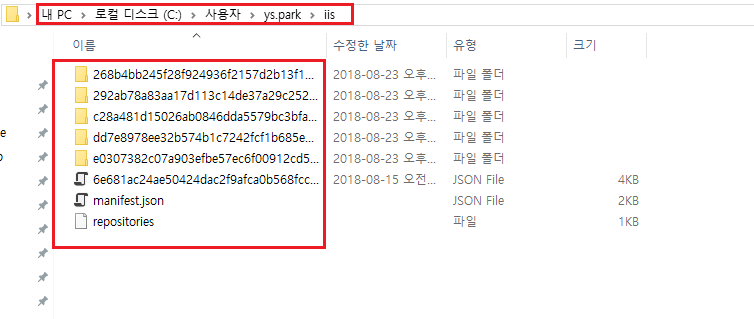 내 PC > 로컬 디스크 (C:) > 사용자 > ys.park > iis
이름 수정한 날짜 유형 크기
268b4bb245f28f924936f2157d2b13f1... 2018-08-23 오후... 파일 폴더
292ab78a83aa17d113c14de37a29c252... 2018-08-23 오후... 파일 폴더
c28a481d15026ab0846dda5579bc3bfa... 2018-08-23 오후... 파일 폴더
dd7e8978ee32b574b1c7242fcf1b685e... 2018-08-23 오후... 파일 폴더
e0307382c07a903efbe57ec6f00912cd5... 2018-08-23 오후... 파일 폴더
6e681ac24ae50424dac2f9afca0b568fcc... 2018-08-15 오전... JSON File 4KB
manifest.json JSON File 2KB
repositories 파일 1KB